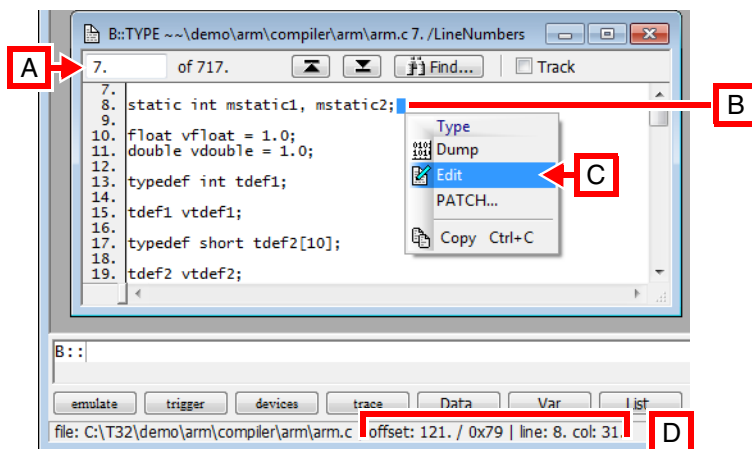 B::TYPE ~~\demo\arm\compiler\arm\arm.c 7. /LineNumbers
A
7. of 717. Find... Track
7.
8. static int mstatic1, mstatic2;
B
9.
10. float vfloat = 1.0;
11. double vdouble = 1.0;
12.
13. typedef int tdef1;
14.
15. tdef1 vtdef1;
16.
17. typedef short tdef2[10];
18.
19. tdef2 vtdef2;
Type
Dump
Edit
C
PATCH...
Copy Ctrl+C
B::
emulate trigger devices trace Data Var List
file: C:\T32\demo\arm\compiler\arm\arm.c offset: 121. / 0x79 | line: 8. col: 31.
D